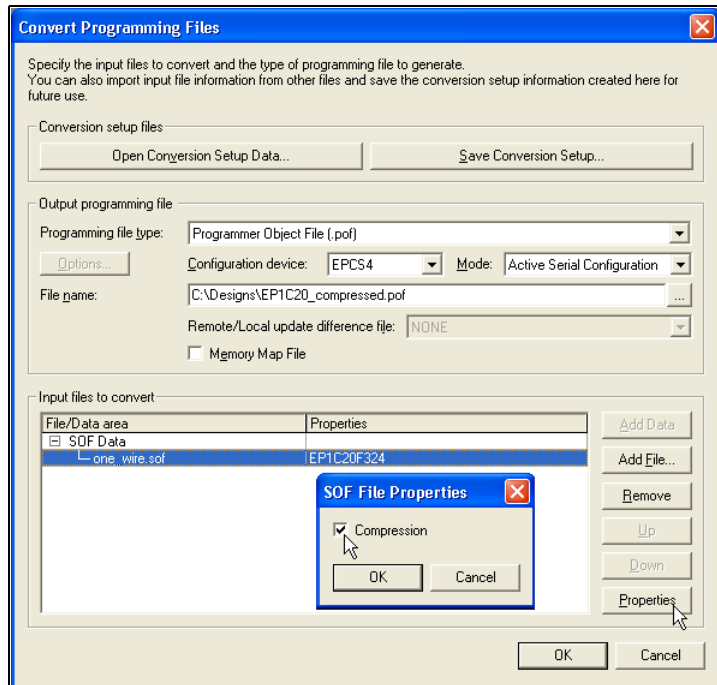 Convert Programming Files
Specify the input files to convert and the type of programming file to generate.
You can also import input file information from other files and save the conversion setup information created here for
future use.
Conversion setup files
Open Conversion Setup Data... Save Conversion Setup...
Output programming file
Programming file type: Programmer Object File (.pof)
Options... Configuration device: EPCS4 Mode: Active Serial Configuration
File name: C:\Designs\EP1C20_compressed.pof ...
Remote/Local update difference file: NONE
Memory Map File
Input files to convert
File/Data area Properties Add Data
SOF Data
one_wire.sof EP1C20F324 Add File...
SOF File Properties
Remove
Compression Up
OK Cancel Down
Properties
OK Cancel